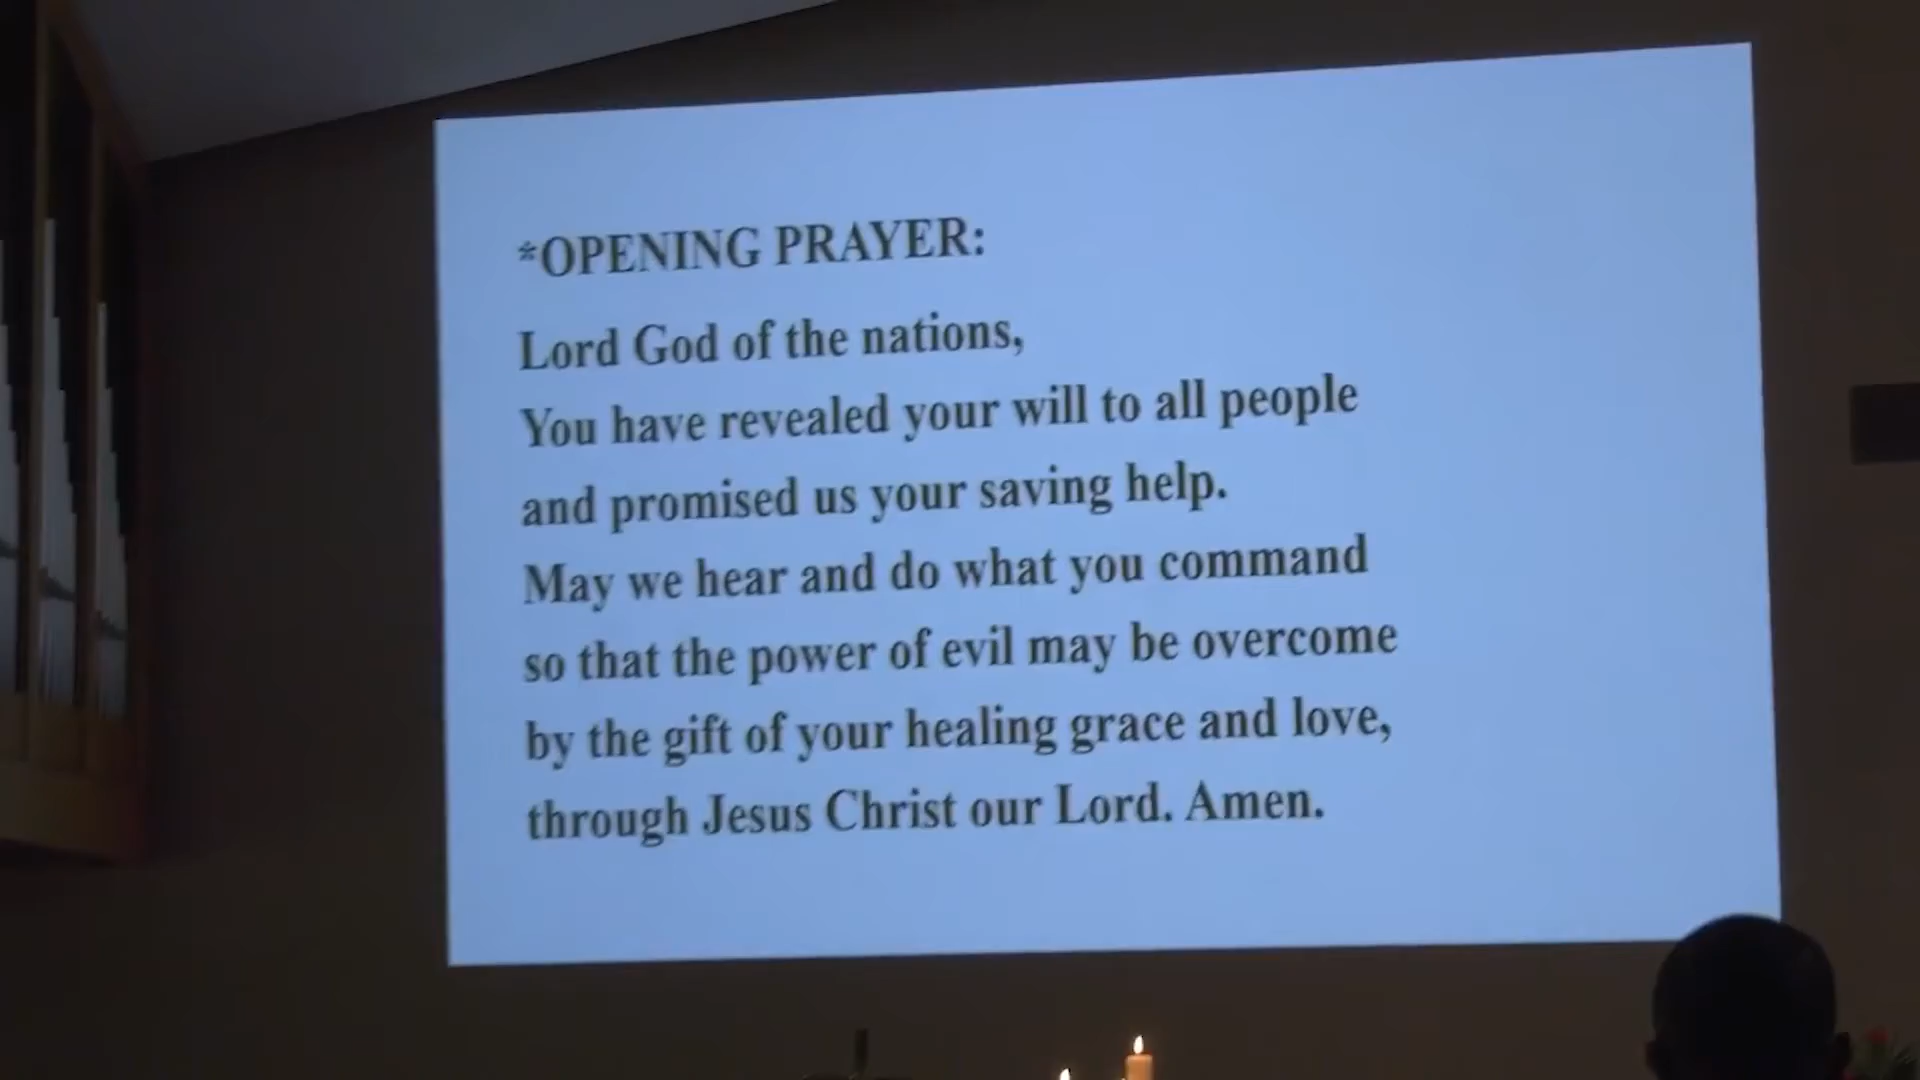 *OPENING PRAYER:
Lord God of the nations,
You have revealed your will to all people
and promised us your saving help.
May we hear and do what you command
so that the power of evil may be overcome
by the gift of your healing grace and love,
through Jesus Christ our Lord. Amen.